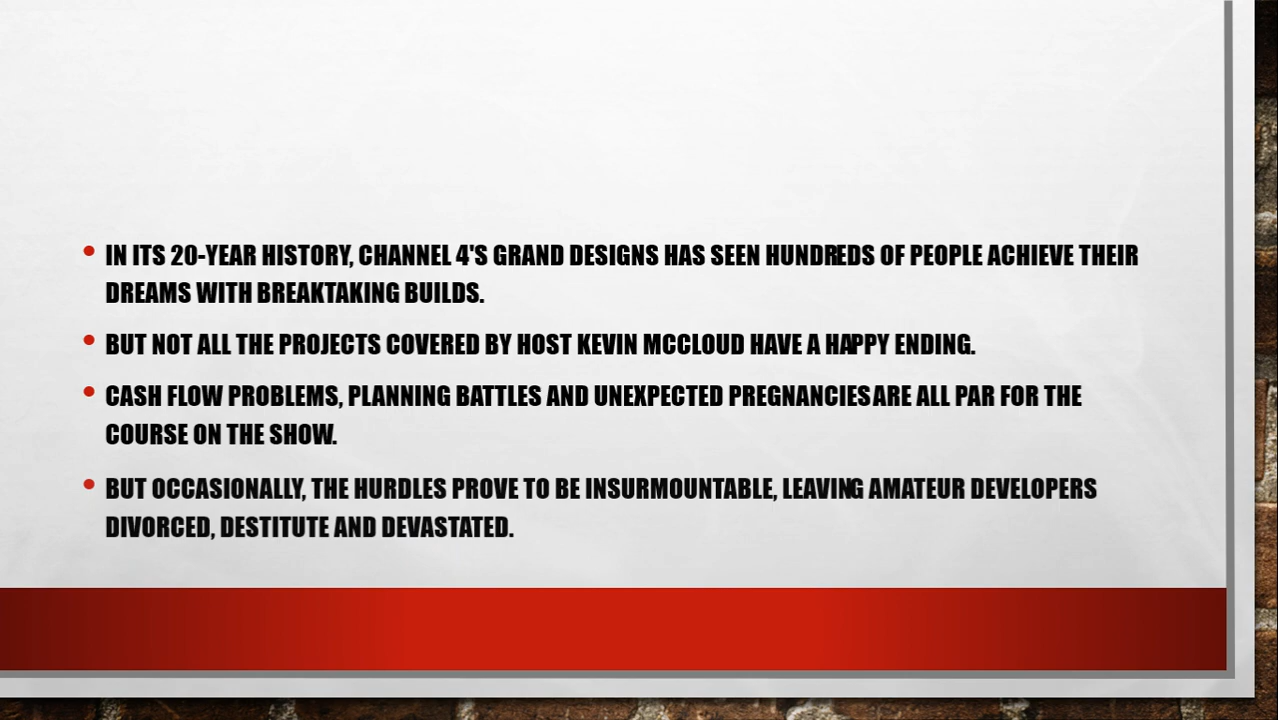 • IN ITS 20-YEAR HISTORY, CHANNEL 4'S GRAND DESIGNS HAS SEEN HUNDREDS OF PEOPLE ACHIEVE THEIR
DREAMS WITH BREAKTAKING BUILDS.
• BUT NOT ALL THE PROJECTS COVERED BY HOST KEVIN MCCLOUD HAVE A HAPPY ENDING.
• CASH FLOW PROBLEMS, PLANNING BATTLES AND UNEXPECTED PREGNANCIES ARE ALL PAR FOR THE
COURSE ON THE SHOW.
• BUT OCCASIONALLY, THE HURDLES PROVE TO BE INSURMOUNTABLE, LEAVING AMATEUR DEVELOPERS
DIVORCED, DESTITUTE AND DEVASTATED.